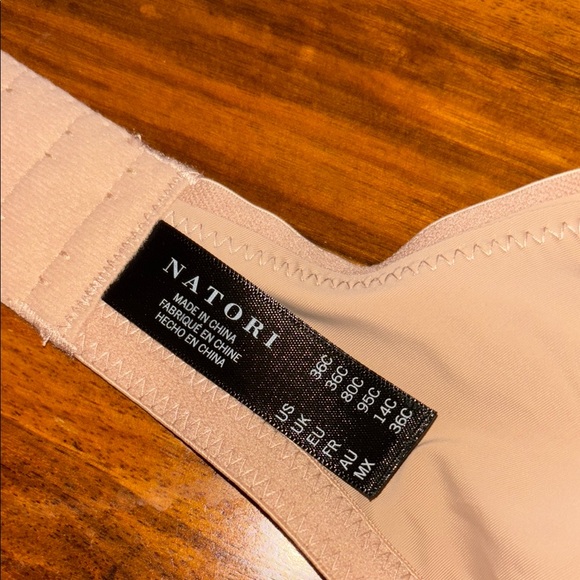 NATORI
MADE IN CHINA
FABRIQUÉ EN CHINE
HECHO EN CHINA
US 36C
UK 36C
EU 80C
FR 95C
AU 14C
MX 36C